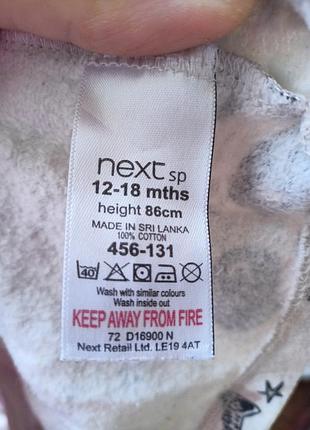 next sp
12-18 mths
height 86cm
MADE IN SRI LANKA
100% COTTON
456-131
40
Wash with similar colours
Wash inside out
KEEP AWAY FROM FIRE
72 D16900 N
Next Retail Ltd. LE19 4AT